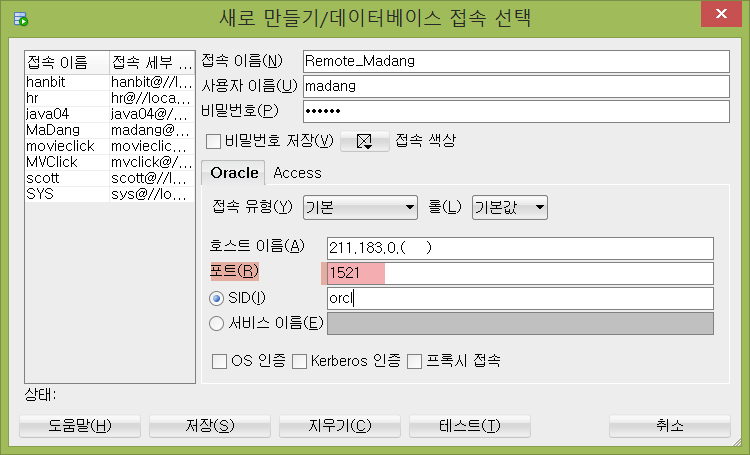 새로 만들기/데이터베이스 접속 선택
접속 이름 접속 세부 ...
hanbit hanbit@//l...
hr hr@//loca...
java04 java04@/...
MaDang madang@...
movieclick movieclic...
MVClick mvclick@/...
scott scott@//l...
SYS sys@//lo...
접속 이름(N) Remote_Madang
사용자 이름(U) madang
비밀번호(P) ••••••
비밀번호 저장(V) 접속 색상
Oracle Access
접속 유형(Y) 기본 롤(L) 기본값
호스트 이름(A) 211.183.0.( )
포트(R) 1521
SID(I) orcl
서비스 이름(E)
OS 인증 Kerberos 인증 프록시 접속
상태:
도움말(H) 저장(S) 지우기(C) 테스트(T) 취소